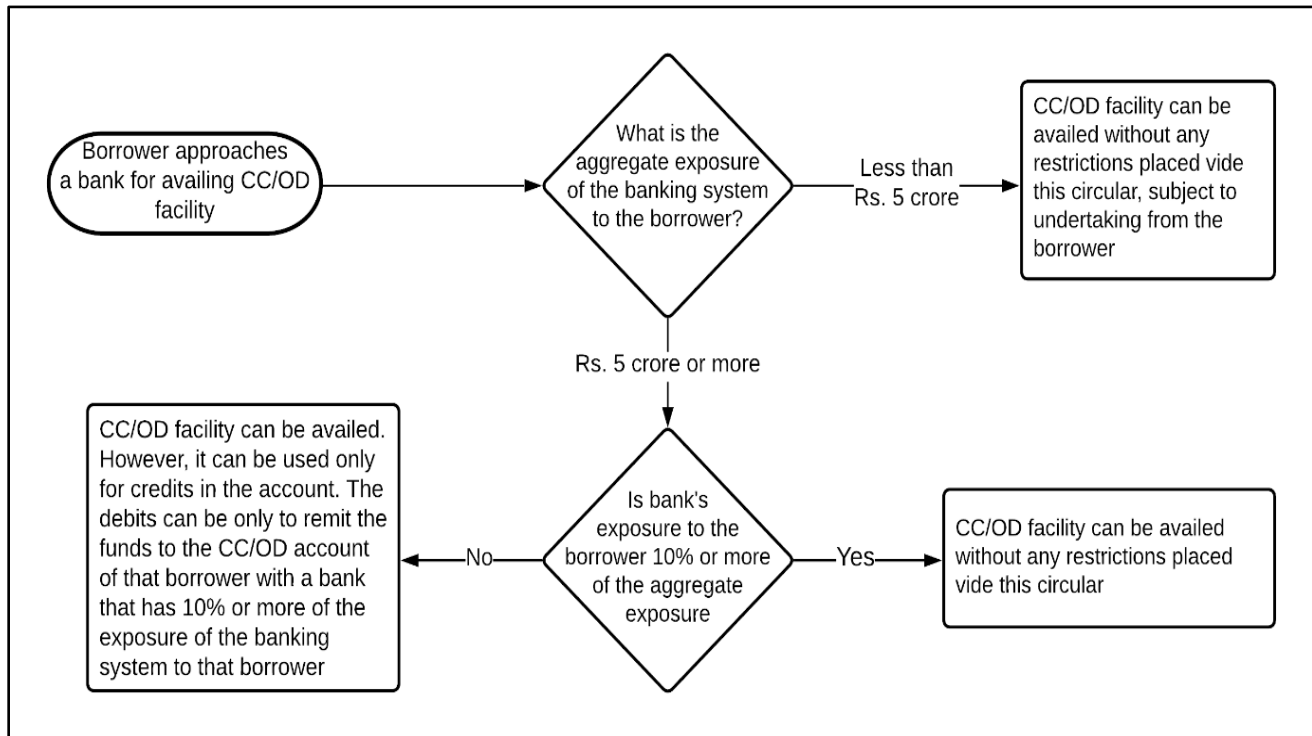 Borrower approaches
a bank for availing CC/OD
facility
What is the
aggregate exposure
of the banking system
to the borrower?
Less than
Rs. 5 crore
CC/OD facility can be
availed without any
restrictions placed vide
this circular, subject to
undertaking from the
borrower
Rs. 5 crore or more
CC/OD facility can be availed.
However, it can be used only
for credits in the account. The
debits can be only to remit the
funds to the CC/OD account
of that borrower with a bank
that has 10% or more of the
exposure of the banking
system to that borrower
No
Is bank's
exposure to the
borrower 10% or more
of the aggregate
exposure
Yes
CC/OD facility can be availed
without any restrictions placed
vide this circular